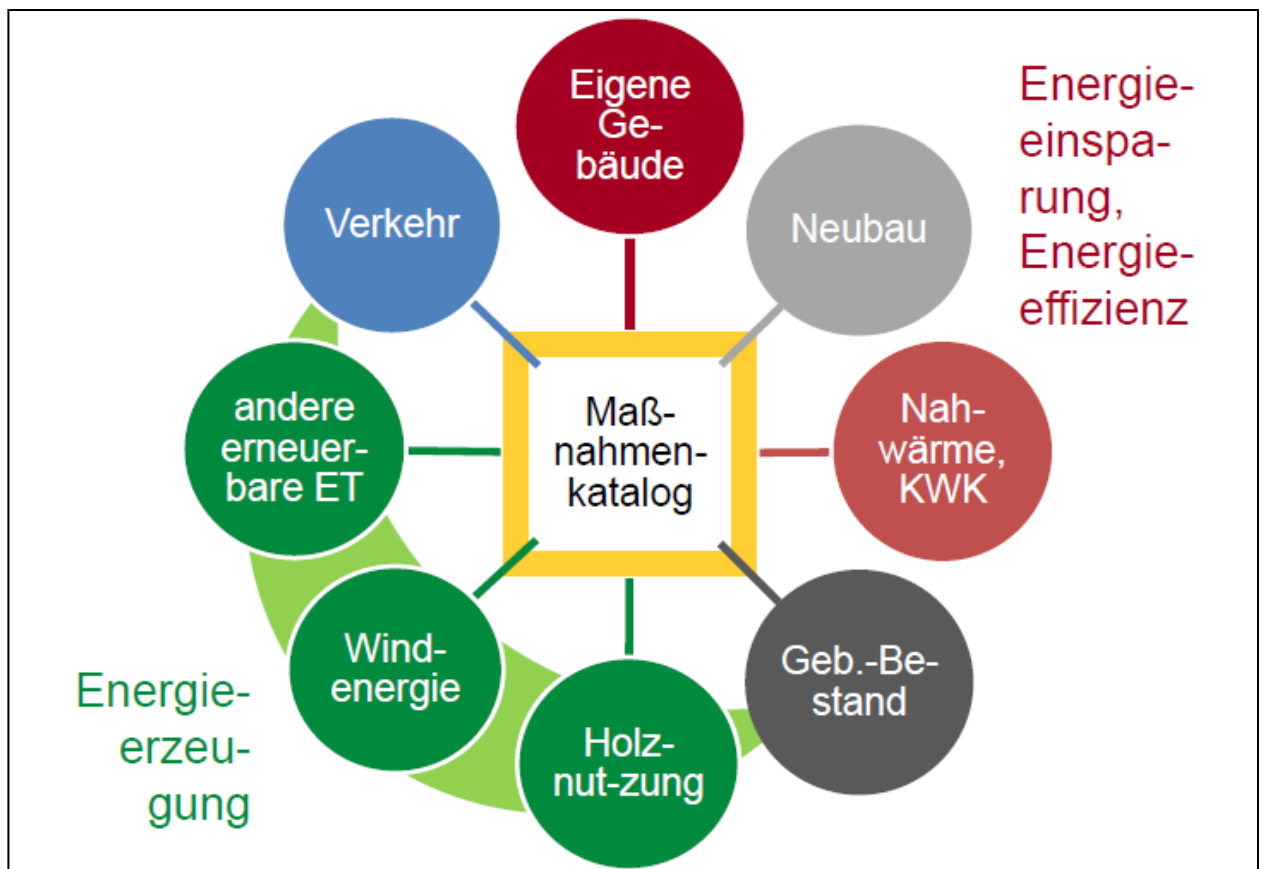 Eigene
Ge-
bäude
Energie-
einspa-
rung,
Energie-
effizienz
Verkehr
Neubau
andere
erneuer-
bare ET
Maß-
nahmen-
katalog
Nah-
wärme,
KWK
Wind-
energie
Geb.-Be-
stand
Energie-
erzeu-
gung
Holz-
nut-zung